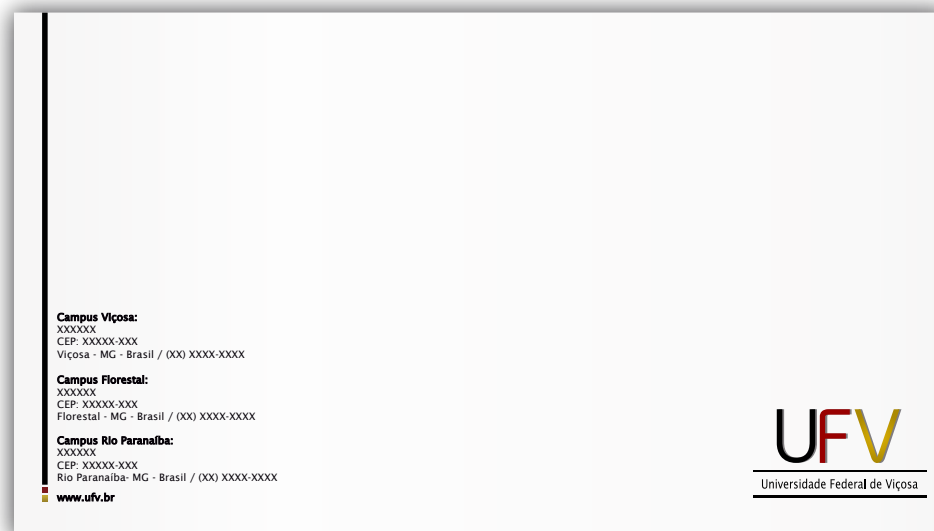 Campus Viçosa:
XXXXXX
CEP: XXXXX-XXX
Viçosa - MG - Brasil / (XX) XXXX-XXXX
Campus Florestal:
XXXXXX
CEP: XXXXX-XXX
Florestal - MG - Brasil / (XX) XXXX-XXXX
Campus Rio Paranaíba:
XXXXXX
CEP: XXXXX-XXX
Rio Paranaíba- MG - Brasil / (XX) XXXX-XXXX
www.ufv.br
UFV
Universidade Federal de Viçosa